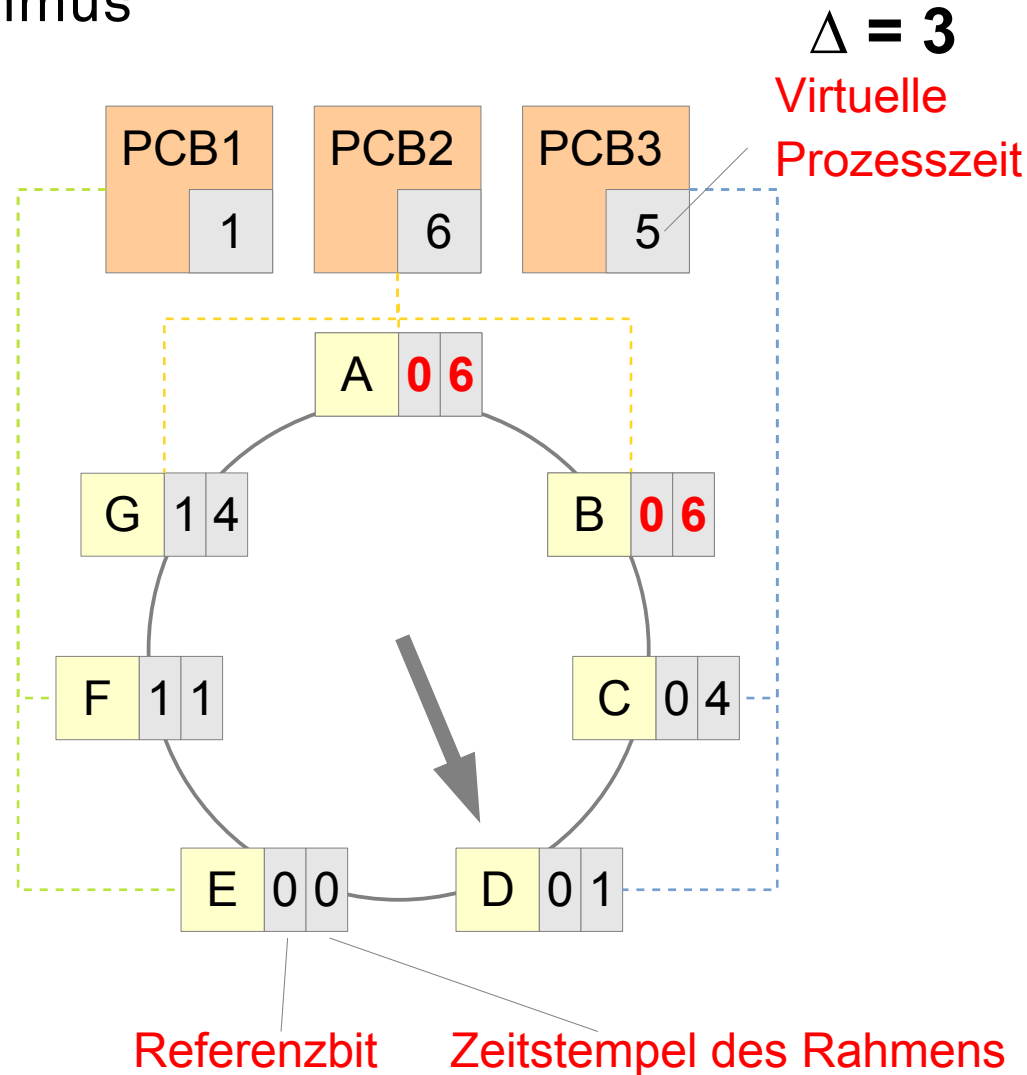 Δ = 3
Virtuelle
Prozesszeit
PCB1 PCB2 PCB3
1 6 5
A 0 6
G 1 4 B 0 6
F 1 1 C 0 4
E 0 0 D 0 1
Referenzbit Zeitstempel des Rahmens